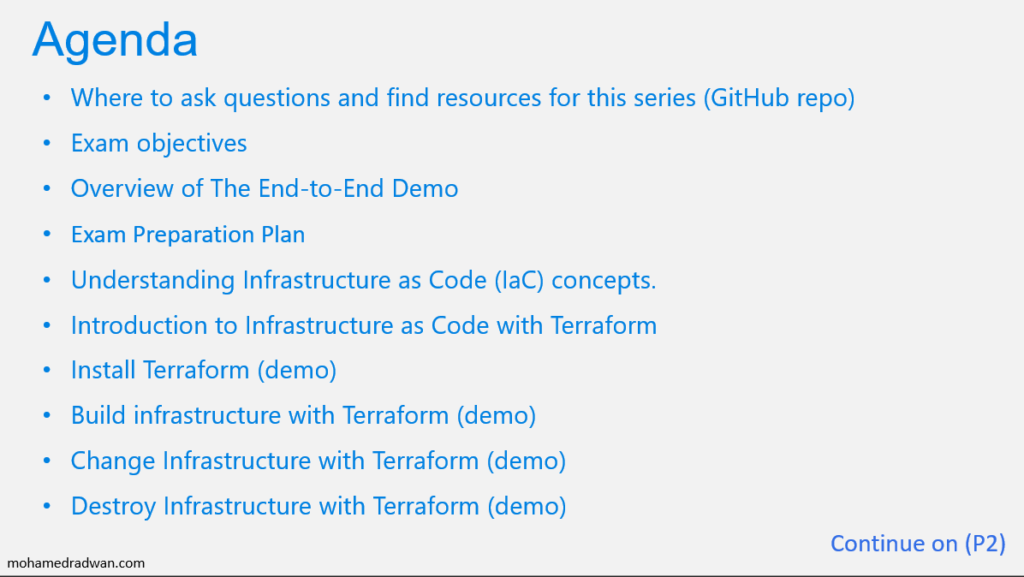 Agenda
• Where to ask questions and find resources for this series (GitHub repo)
• Exam objectives
• Overview of The End-to-End Demo
• Exam Preparation Plan
• Understanding Infrastructure as Code (IaC) concepts.
• Introduction to Infrastructure as Code with Terraform
• Install Terraform (demo)
• Build infrastructure with Terraform (demo)
• Change Infrastructure with Terraform (demo)
• Destroy Infrastructure with Terraform (demo)
Continue on (P2)
mohamedradwan.com